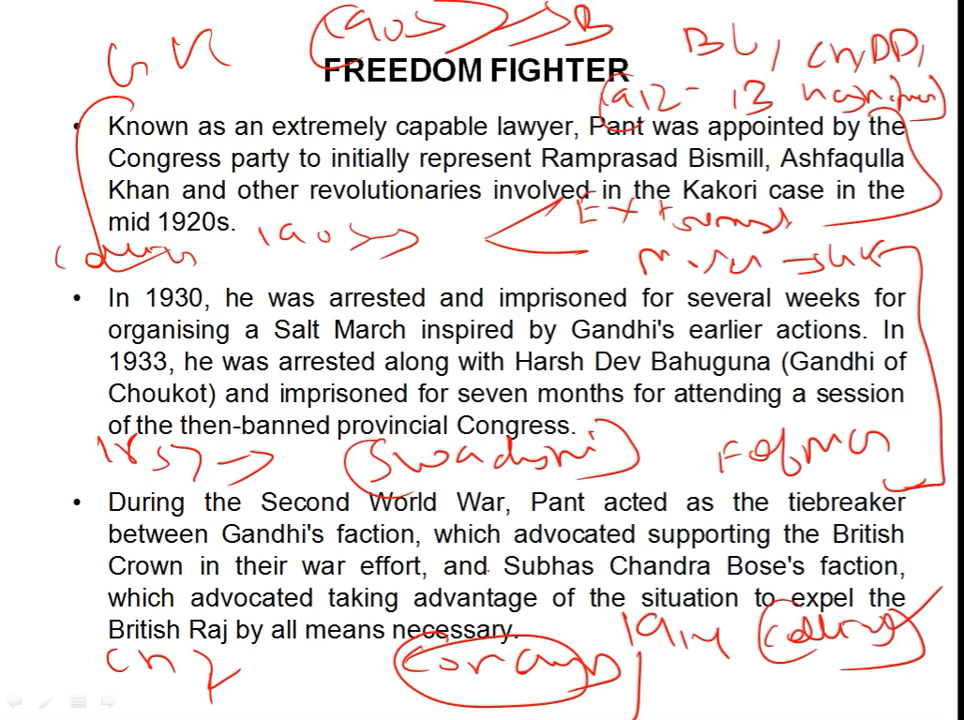 GK (1905 B
BL, CR, DD,
FREEDOM FIGHTER
• Known as an extremely capable lawyer, Pant was appointed by the
Congress party to initially represent Ramprasad Bismill, Ashfaqulla
Khan and other revolutionaries involved in the Kakori case in the
mid 1920s.
1905
• In 1930, he was arrested and imprisoned for several weeks for
organising a Salt March inspired by Gandhi's earlier actions. In
1933, he was arrested along with Harsh Dev Bahuguna (Gandhi of
Choukot) and imprisoned for seven months for attending a session
of the then-banned provincial Congress.
1857 → (Swadeshi)
• During the Second World War, Pant acted as the tiebreaker
between Gandhi's faction, which advocated supporting the British
Crown in their war effort, and Subhas Chandra Bose's faction,
which advocated taking advantage of the situation to expel the
British Raj by all means necessary.
1914